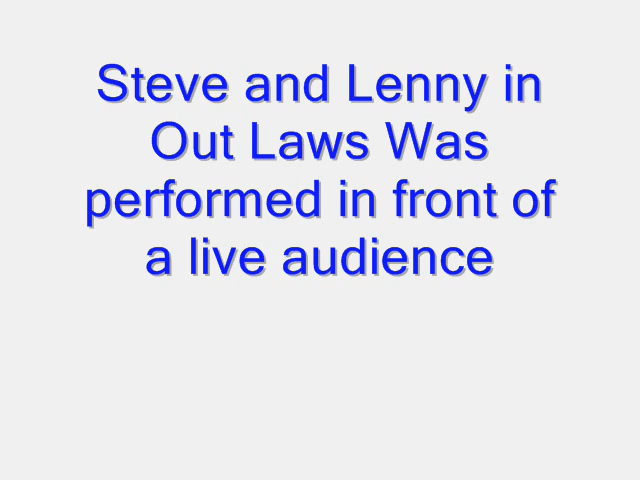 Steve and Lenny in
Out Laws Was
performed in front of
a live audience